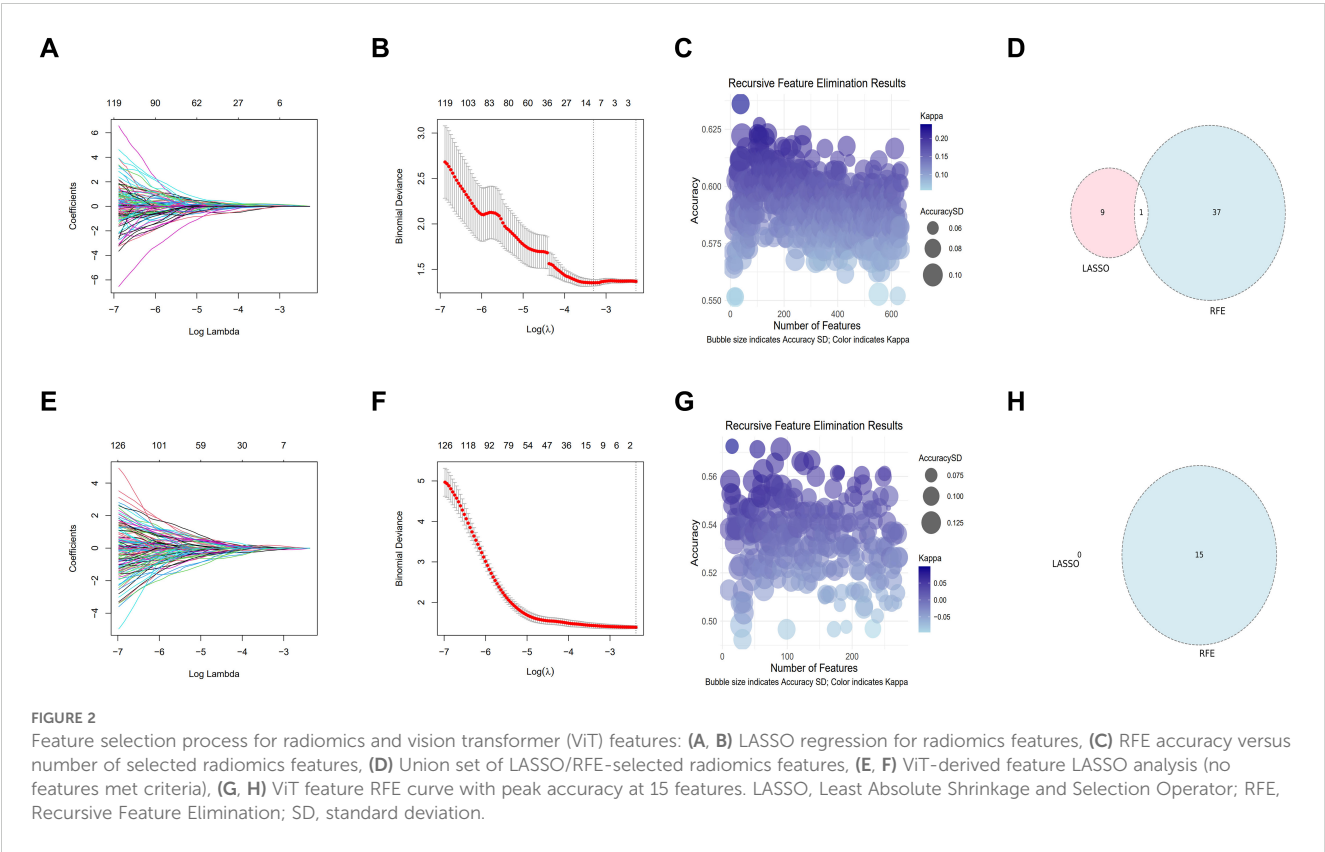 A
119 90 62 27 6
Coefficients
6
4
2
0
−2
−4
−6
−7 −6 −5 −4 −3
Log Lambda
B
119 103 83 80 60 36 27 14 7 3 3
Binomial Deviance
3.0
2.5
2.0
1.5
−7 −6 −5 −4 −3
Log(λ)
C
Recursive Feature Elimination Results
Accuracy
0.625
0.600
0.575
0.550
0 200 400 600
Number of Features
Bubble size indicates Accuracy SD; Color indicates Kappa
Kappa
0.20
0.15
0.10
AccuracySD
0.06
0.08
0.10
D
9 1 37
LASSO
RFE
E
126 101 59 30 7
Coefficients
4
2
0
−2
−4
−7 −6 −5 −4 −3
Log Lambda
F
126 118 92 79 54 47 36 15 9 6 2
Binomial Deviance
5
4
3
2
−7 −6 −5 −4 −3
Log(λ)
G
Recursive Feature Elimination Results
Accuracy
0.56
0.54
0.52
0.50
0 100 200
Number of Features
Bubble size indicates Accuracy SD; Color indicates Kappa
AccuracySD
0.075
0.100
0.125
Kappa
0.05
0.00
−0.05
H
0 15
LASSO
RFE
FIGURE 2
Feature selection process for radiomics and vision transformer (ViT) features: (A, B) LASSO regression for radiomics features, (C) RFE accuracy versus
number of selected radiomics features, (D) Union set of LASSO/RFE-selected radiomics features, (E, F) ViT-derived feature LASSO analysis (no
features met criteria), (G, H) ViT feature RFE curve with peak accuracy at 15 features. LASSO, Least Absolute Shrinkage and Selection Operator; RFE,
Recursive Feature Elimination; SD, standard deviation.